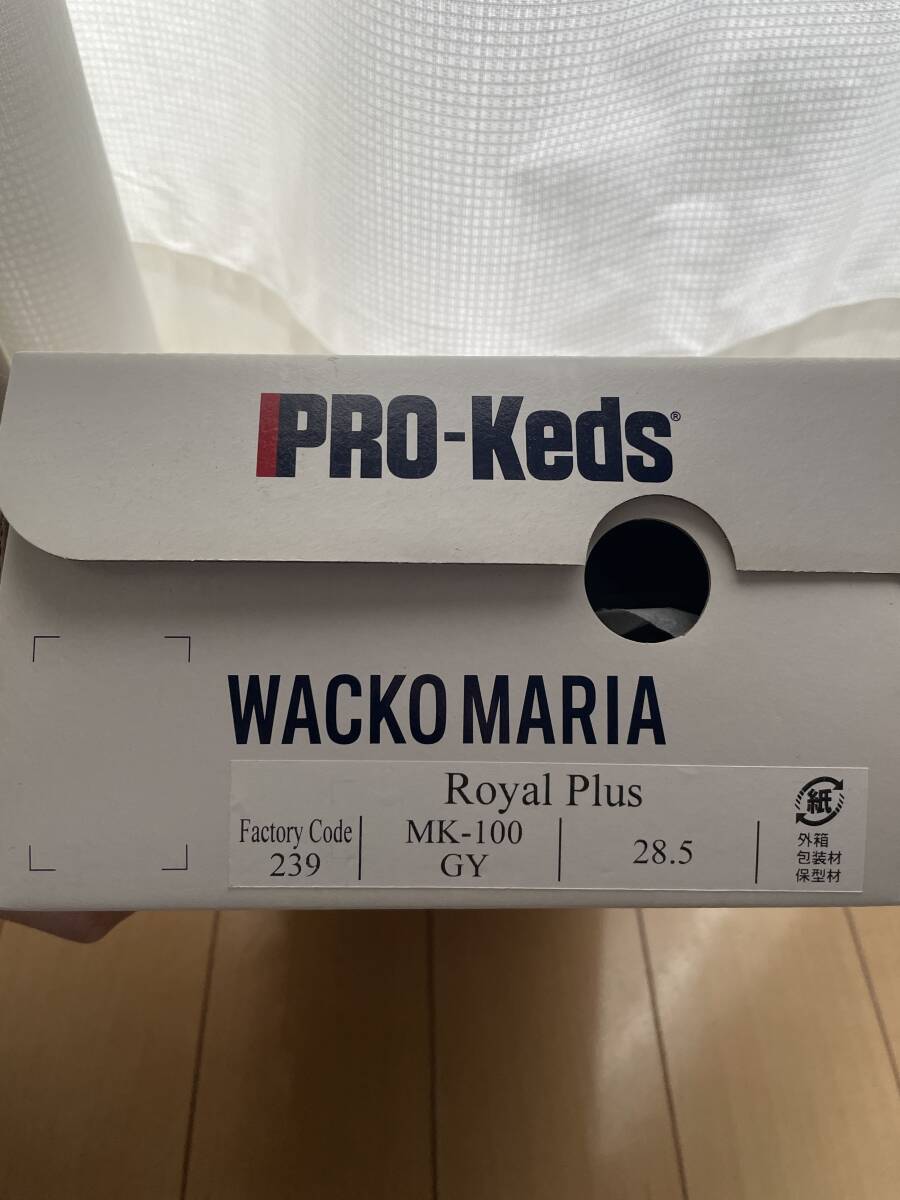 PRO-Keds®
WACKO MARIA
Royal Plus
Factory Code
239
MK-100
GY
28.5
紙
外箱
包装材
保型材